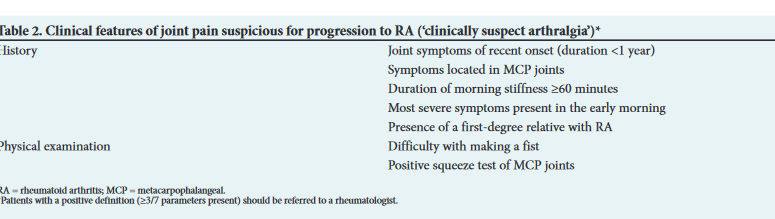 Table 2. Clinical features of joint pain suspicious for progression to RA (‘clinically suspect arthralgia’)*
History Joint symptoms of recent onset (duration <1 year)
Symptoms located in MCP joints
Duration of morning stiffness ≥60 minutes
Most severe symptoms present in the early morning
Presence of a first-degree relative with RA
Physical examination Difficulty with making a fist
Positive squeeze test of MCP joints
RA = rheumatoid arthritis; MCP = metacarpophalangeal.
*Patients with a positive definition (≥3/7 parameters present) should be referred to a rheumatologist.